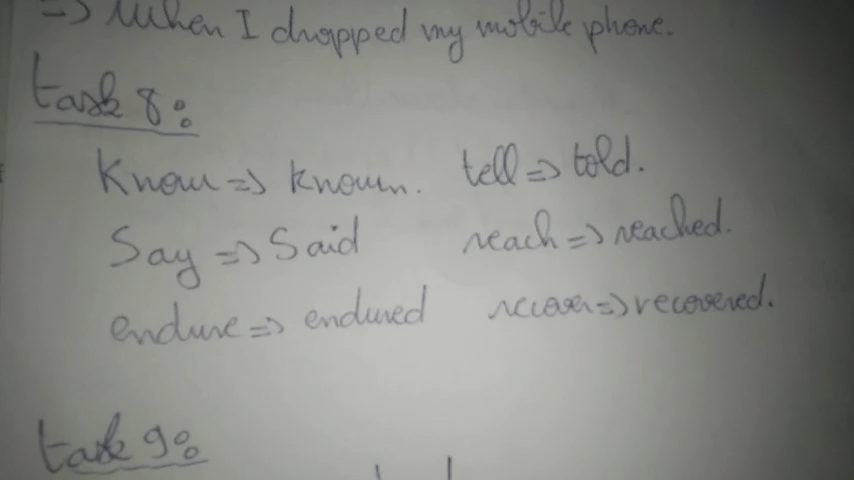 => When I dropped my mobile phone.
task 8:
Know => known. tell => told.
Say => Said reach => reached.
endure => endured recover => recovered.
task 9: